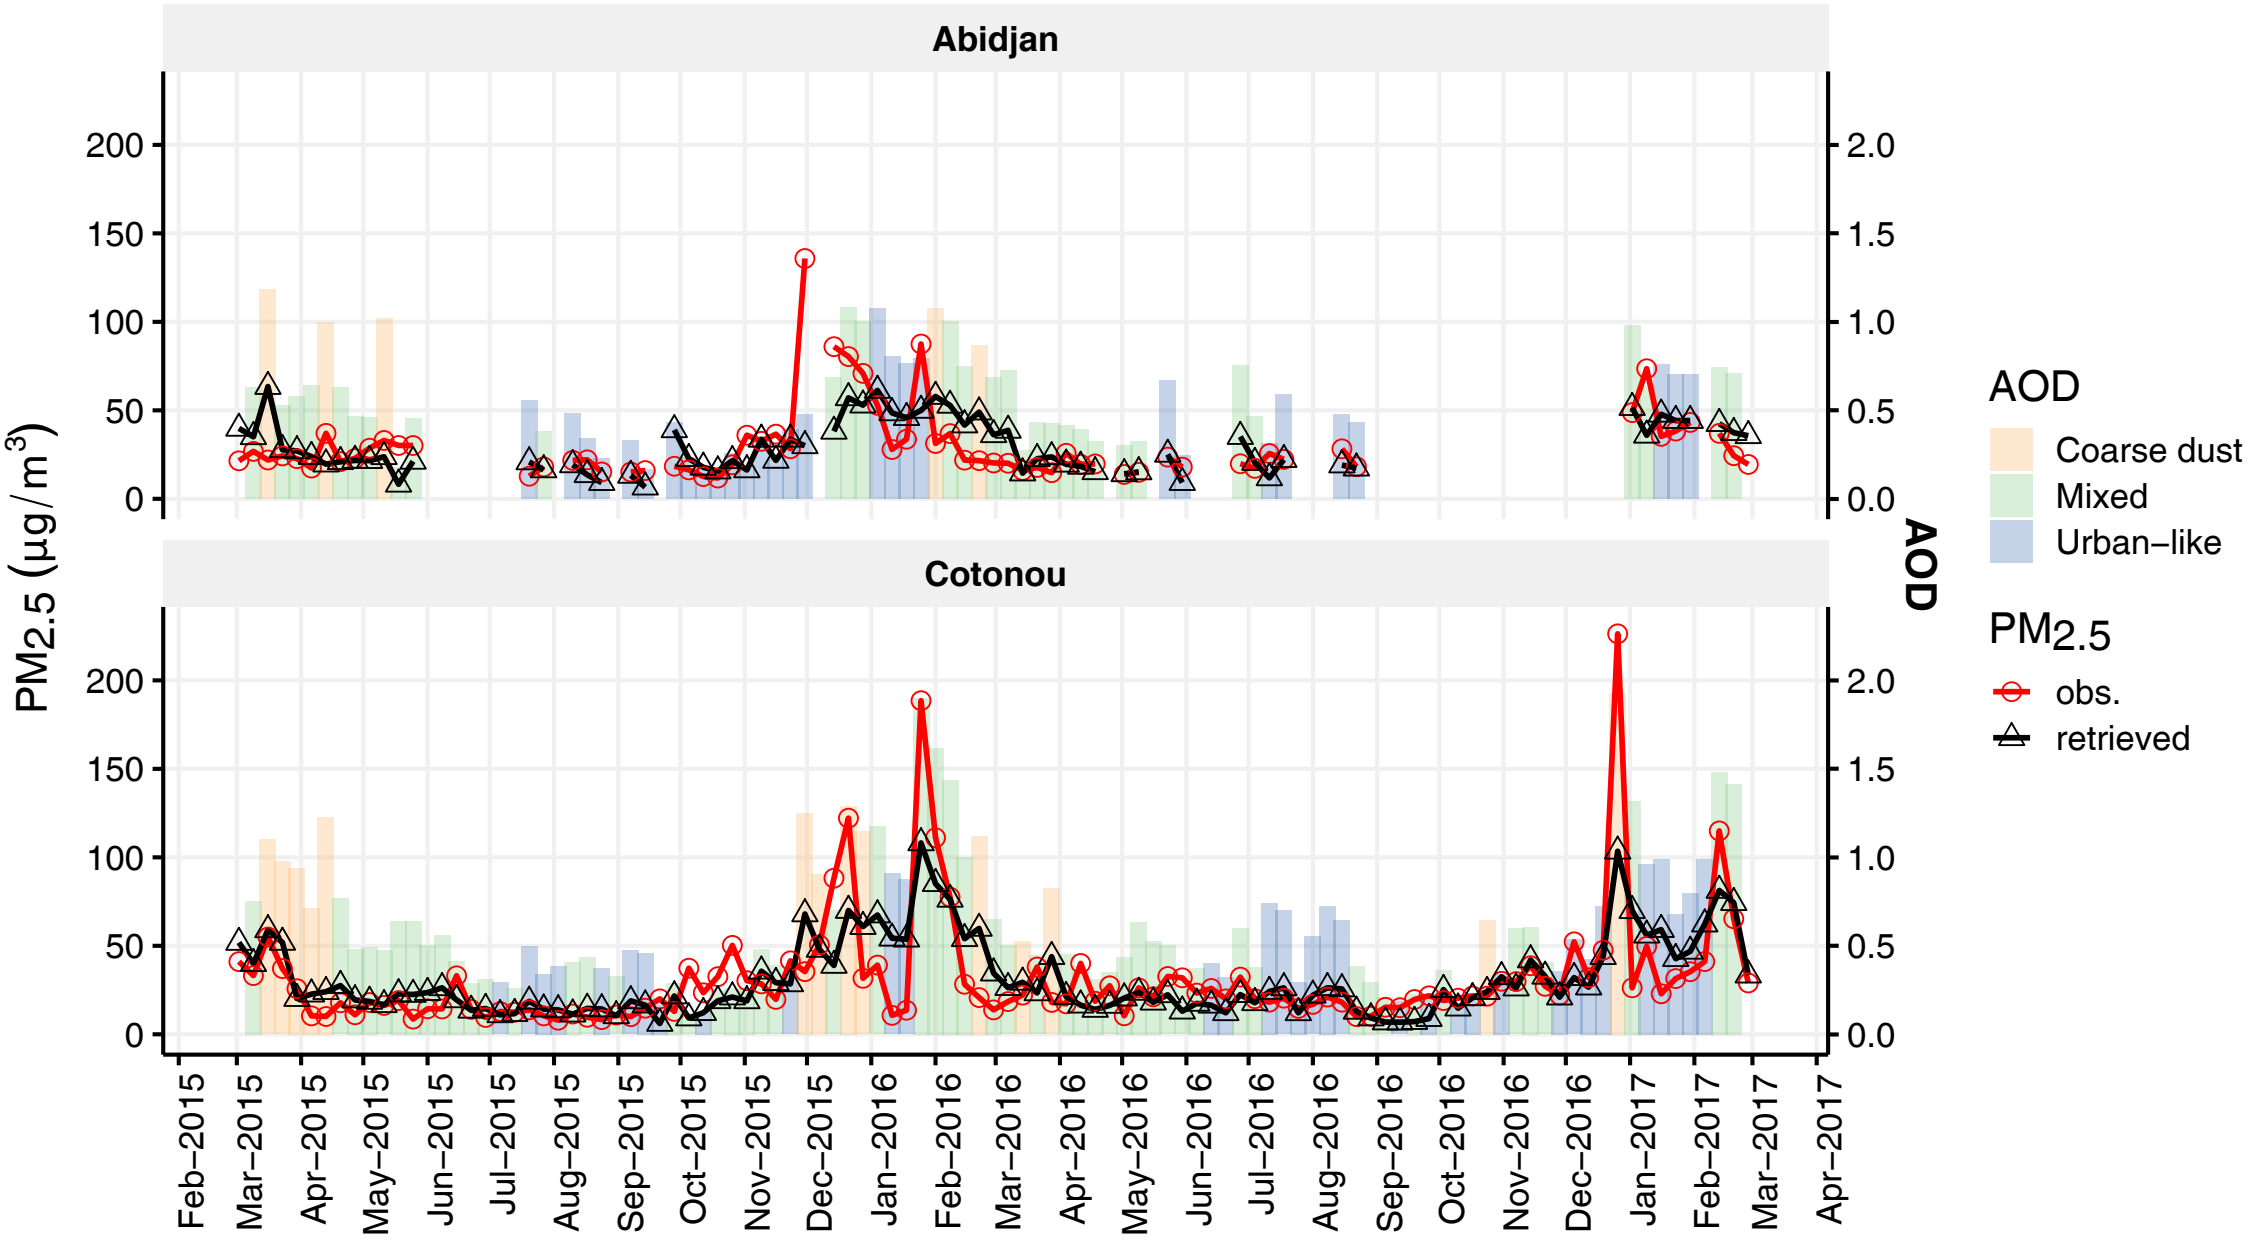 Abidjan
200
150
100
50
0
2.0
1.5
1.0
0.5
0.0
PM2.5 (µg/m³)
AOD
Cotonou
200
150
100
50
0
2.0
1.5
1.0
0.5
0.0
Feb−2015
Mar−2015
Apr−2015
May−2015
Jun−2015
Jul−2015
Aug−2015
Sep−2015
Oct−2015
Nov−2015
Dec−2015
Jan−2016
Feb−2016
Mar−2016
Apr−2016
May−2016
Jun−2016
Jul−2016
Aug−2016
Sep−2016
Oct−2016
Nov−2016
Dec−2016
Jan−2017
Feb−2017
Mar−2017
Apr−2017
AOD
Coarse dust
Mixed
Urban−like
PM2.5
obs.
retrieved